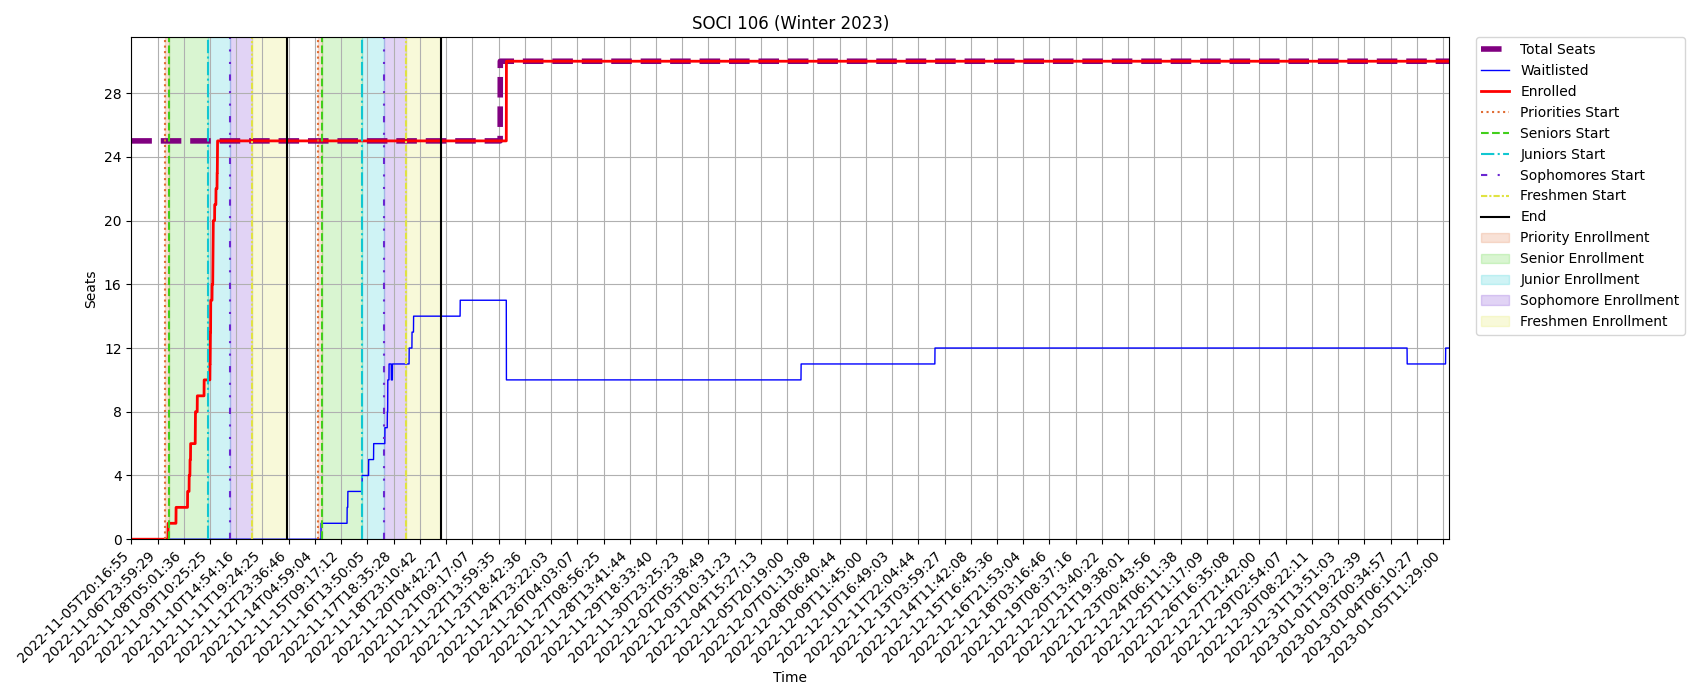 SOCI 106 (Winter 2023)
Seats
28
24
20
16
12
8
4
0
2022-11-05T20:16:55
2022-11-06T23:59:29
2022-11-08T05:01:36
2022-11-09T10:25:25
2022-11-10T14:54:16
2022-11-11T19:24:25
2022-11-12T23:36:46
2022-11-14T04:59:04
2022-11-15T09:17:12
2022-11-16T13:50:05
2022-11-17T18:35:28
2022-11-18T23:10:42
2022-11-20T04:42:27
2022-11-21T09:17:07
2022-11-22T13:59:35
2022-11-23T18:42:36
2022-11-24T23:22:03
2022-11-26T04:03:07
2022-11-27T08:56:25
2022-11-28T13:41:44
2022-11-29T18:33:40
2022-11-30T23:25:23
2022-12-02T05:38:49
2022-12-03T10:31:23
2022-12-04T15:27:13
2022-12-05T20:19:00
2022-12-07T01:13:08
2022-12-08T06:40:44
2022-12-09T11:45:00
2022-12-10T16:49:03
2022-12-11T22:04:44
2022-12-13T03:59:27
2022-12-14T11:42:08
2022-12-15T16:45:36
2022-12-16T21:53:04
2022-12-18T03:16:46
2022-12-19T08:37:16
2022-12-20T13:40:22
2022-12-21T19:38:01
2022-12-23T00:43:56
2022-12-24T06:11:38
2022-12-25T11:17:09
2022-12-26T16:35:08
2022-12-27T21:42:00
2022-12-29T02:54:07
2022-12-30T08:22:11
2022-12-31T13:51:03
2023-01-01T19:22:39
2023-01-03T00:34:57
2023-01-04T06:10:27
2023-01-05T11:29:00
Time
Total Seats
Waitlisted
Enrolled
Priorities Start
Seniors Start
Juniors Start
Sophomores Start
Freshmen Start
End
Priority Enrollment
Senior Enrollment
Junior Enrollment
Sophomore Enrollment
Freshmen Enrollment